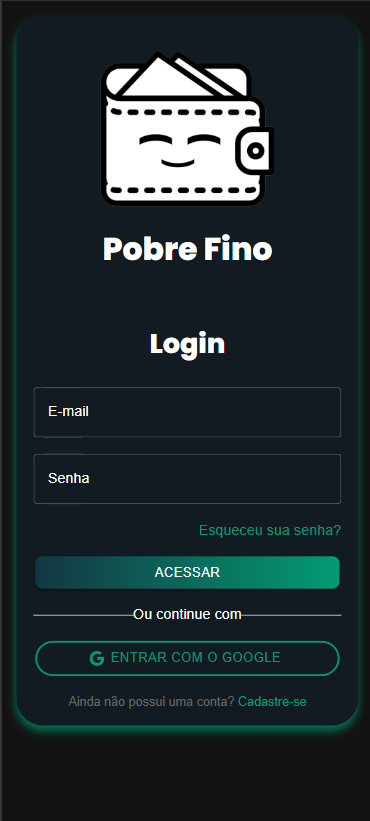 Pobre Fino
Login
E-mail
Senha
Esqueceu sua senha?
ACESSAR
Ou continue com
ENTRAR COM O GOOGLE
Ainda não possui uma conta? Cadastre-se